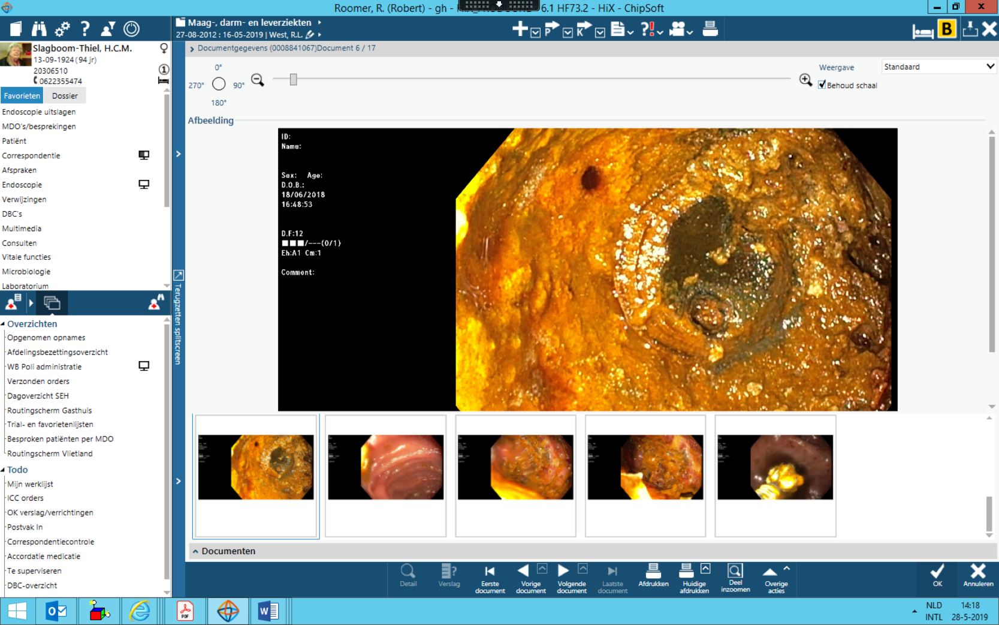 Roomer, R. (Robert) - gh - 6.1 HF73.2 - HiX - ChipSoft
Maag-, darm- en leverziekten
27-08-2012 : 16-05-2019 | West, R.L.
P
K
?!
B
Slagboom-Thiel, H.C.M.
13-09-1924 (94 jr)
20306510
1
0622355474
Favorieten Dossier
Endoscopie uitslagen
MDO's/besprekingen
Patiënt
Correspondentie
Afspraken
Endoscopie
Verwijzingen
DBC's
Multimedia
Consulten
Vitale functies
Microbiologie
Laboratorium
Overzichten
Opgenomen opnames
Afdelingsbezettingsoverzicht
WB Poli administratie
Verzonden orders
Dagoverzicht SEH
Routingscherm Gasthuis
Trial- en favorietenlijsten
Besproken patiënten per MDO
Routingscherm Vlietland
Todo
Mijn werklijst
ICC orders
OK verslag/verrichtingen
Postvak In
Correspondentiecontrole
Accordatie medicatie
Te superviseren
DBC-overzicht
Terugzetten splitscreen
Documentgegevens (0008841067)Document 6 / 17
0°
270° 90°
180°
Weergave Standaard
Behoud schaal
Afbeelding
ID:
Name:
Sex: Age:
D.O.B.:
18/06/2018
16:48:53
D.F:12
■■■/---(0/1)
Eh:A1 Cm:1
Comment:
Documenten
Detail
Verslag
Eerste document
Vorige document
Volgende document
Laatste document
Afdrukken
Huidige afdrukken
Deel inzoomen
Overige acties
OK
Annuleren
NLD 14:18
INTL 28-5-2019